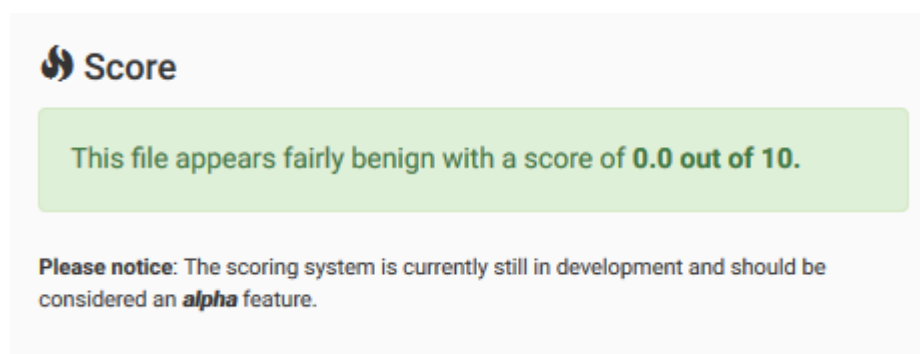 Score
This file appears fairly benign with a score of 0.0 out of 10.
Please notice: The scoring system is currently still in development and should be
considered an alpha feature.